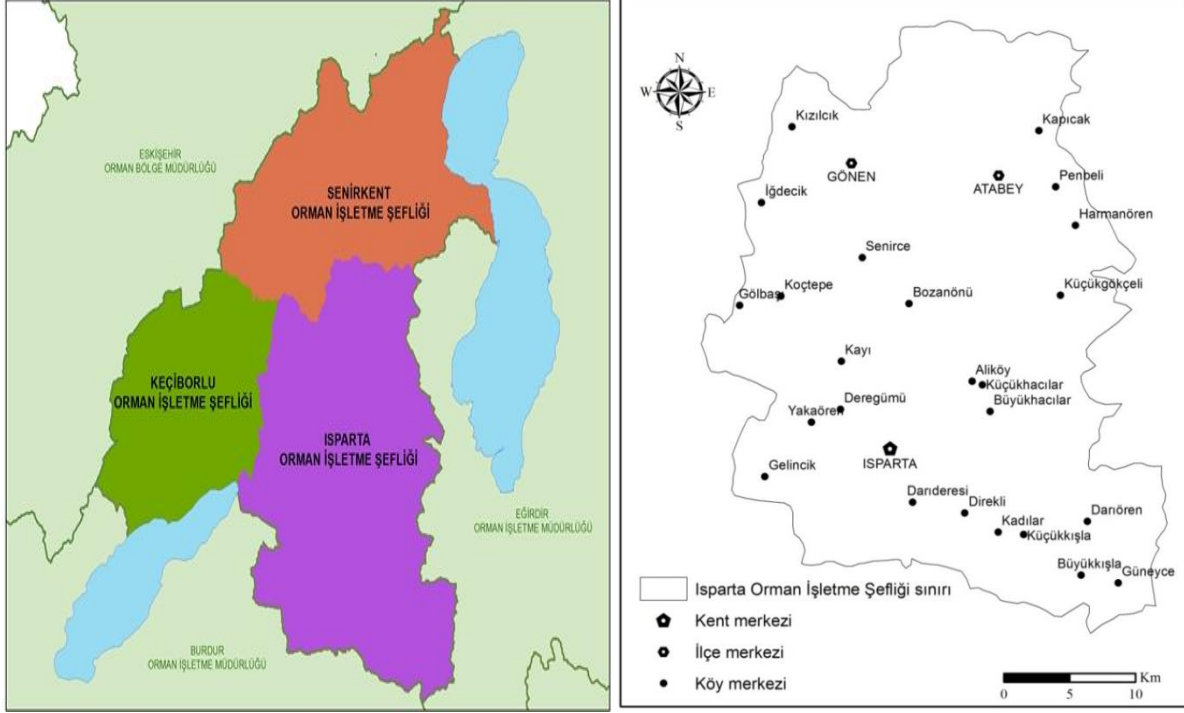 ESKİŞEHİR
ORMAN BÖLGE MÜDÜRLÜĞÜ
SENİRKENT
ORMAN İŞLETME ŞEFLİĞİ
KEÇİBORLU
ORMAN İŞLETME ŞEFLİĞİ
ISPARTA
ORMAN İŞLETME ŞEFLİĞİ
EĞİRDİR
ORMAN İŞLETME MÜDÜRLÜĞÜ
BURDUR
ORMAN İŞLETME MÜDÜRLÜĞÜ
N
W E
S
Kızılcık
Kapıcak
GÖNEN
ATABEY
Penbeli
İğdecik
Harmanören
Senirce
Gölbaşı
Koçtepe
Bozanönü
Küçükgökçeli
Kayı
Aliköy
Küçükhacılar
Büyükhacılar
Deregümü
Yakaören
ISPARTA
Gelincik
Darıderesi
Direkli
Kadılar
Küçükkışla
Darıören
Büyükkışla
Güneyce
Isparta Orman İşletme Şefliği sınırı
Kent merkezi
İlçe merkezi
Köy merkezi
Km
0 5 10